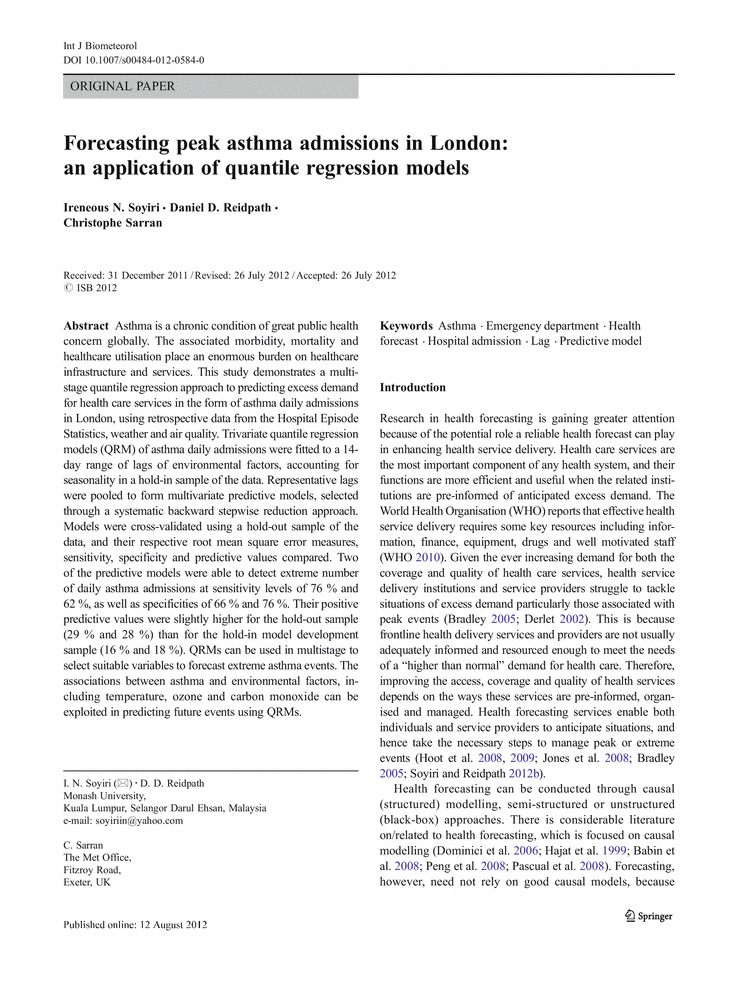 Int J Biometeorol
DOI 10.1007/s00484-012-0584-0
ORIGINAL PAPER
Forecasting peak asthma admissions in London:
an application of quantile regression models
Ireneous N. Soyiri · Daniel D. Reidpath ·
Christophe Sarran
Received: 31 December 2011 / Revised: 26 July 2012 / Accepted: 26 July 2012
© ISB 2012
Abstract Asthma is a chronic condition of great public health
concern globally. The associated morbidity, mortality and
healthcare utilisation place an enormous burden on healthcare
infrastructure and services. This study demonstrates a multi-
stage quantile regression approach to predicting excess demand
for health care services in the form of asthma daily admissions
in London, using retrospective data from the Hospital Episode
Statistics, weather and air quality. Trivariate quantile regression
models (QRM) of asthma daily admissions were fitted to a 14-
day range of lags of environmental factors, accounting for
seasonality in a hold-in sample of the data. Representative lags
were pooled to form multivariate predictive models, selected
through a systematic backward stepwise reduction approach.
Models were cross-validated using a hold-out sample of the
data, and their respective root mean square error measures,
sensitivity, specificity and predictive values compared. Two
of the predictive models were able to detect extreme number
of daily asthma admissions at sensitivity levels of 76 % and
62 %, as well as specificities of 66 % and 76 %. Their positive
predictive values were slightly higher for the hold-out sample
(29 % and 28 %) than for the hold-in model development
sample (16 % and 18 %). QRMs can be used in multistage to
select suitable variables to forecast extreme asthma events. The
associations between asthma and environmental factors, in-
cluding temperature, ozone and carbon monoxide can be
exploited in predicting future events using QRMs.
I. N. Soyiri (✉) · D. D. Reidpath
Monash University,
Kuala Lumpur, Selangor Darul Ehsan, Malaysia
e-mail: soyiriin@yahoo.com
C. Sarran
The Met Office,
Fitzroy Road,
Exeter, UK
Keywords Asthma · Emergency department · Health
forecast · Hospital admission · Lag · Predictive model
Introduction
Research in health forecasting is gaining greater attention
because of the potential role a reliable health forecast can play
in enhancing health service delivery. Health care services are
the most important component of any health system, and their
functions are more efficient and useful when the related insti-
tutions are pre-informed of anticipated excess demand. The
World Health Organisation (WHO) reports that effective health
service delivery requires some key resources including infor-
mation, finance, equipment, drugs and well motivated staff
(WHO 2010). Given the ever increasing demand for both the
coverage and quality of health care services, health service
delivery institutions and service providers struggle to tackle
situations of excess demand particularly those associated with
peak events (Bradley 2005; Derlet 2002). This is because
frontline health delivery services and providers are not usually
adequately informed and resourced enough to meet the needs
of a “higher than normal” demand for health care. Therefore,
improving the access, coverage and quality of health services
depends on the ways these services are pre-informed, organ-
ised and managed. Health forecasting services enable both
individuals and service providers to anticipate situations, and
hence take the necessary steps to manage peak or extreme
events (Hoot et al. 2008, 2009; Jones et al. 2008; Bradley
2005; Soyiri and Reidpath 2012b).
Health forecasting can be conducted through causal
(structured) modelling, semi-structured or unstructured
(black-box) approaches. There is considerable literature
on/related to health forecasting, which is focused on causal
modelling (Dominici et al. 2006; Hajat et al. 1999; Babin et
al. 2008; Peng et al. 2008; Pascual et al. 2008). Forecasting,
however, need not rely on good causal models, because
Published online: 12 August 2012
Springer